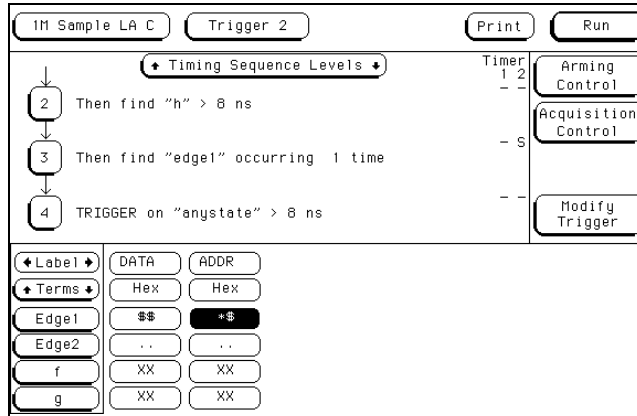 1M Sample LA C Trigger 2 Print Run
Timing Sequence Levels Timer
1 2
Arming
Control
2 Then find "h" > 8 ns - -
Acquisition
Control
3 Then find "edge1" occurring 1 time - S
4 TRIGGER on "anystate" > 8 ns - -
Modify
Trigger
Label DATA ADDR
Terms Hex Hex
Edge1 $$ *$
Edge2 .. ..
f XX XX
g XX XX